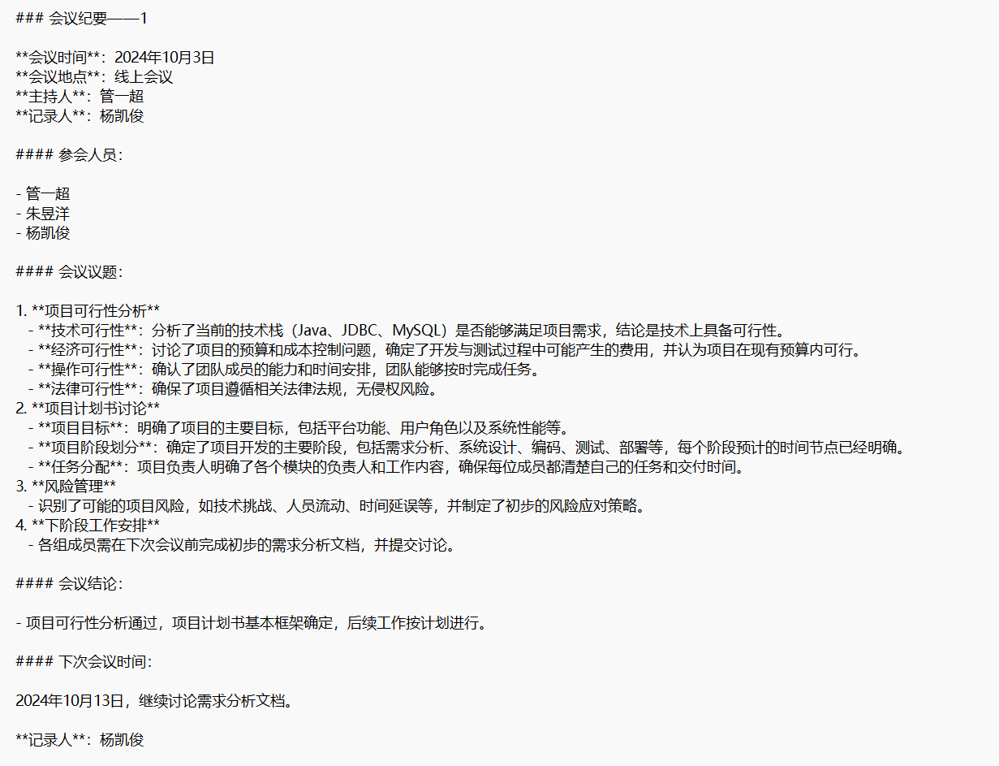 ### 会议纪要——1
**会议时间**：2024年10月3日
**会议地点**：线上会议
**主持人**：管一超
**记录人**：杨凯俊
#### 参会人员：
- 管一超
- 朱昱洋
- 杨凯俊
#### 会议议题：
1. **项目可行性分析**
- **技术可行性**：分析了当前的技术栈（Java、JDBC、MySQL）是否能够满足项目需求，结论是技术上具备可行性。
- **经济可行性**：讨论了项目的预算和成本控制问题，确定了开发与测试过程中可能产生的费用，并认为项目在现有预算内可行。
- **操作可行性**：确认了团队成员的能力和时间安排，团队能够按时完成任务。
- **法律可行性**：确保了项目遵循相关法律法规，无侵权风险。
2. **项目计划书讨论**
- **项目目标**：明确了项目的主要目标，包括平台功能、用户角色以及系统性能等。
- **项目阶段划分**：确定了项目开发的主要阶段，包括需求分析、系统设计、编码、测试、部署等，每个阶段预计的时间节点已经明确。
- **任务分配**：项目负责人明确了各个模块的负责人和工作内容，确保每位成员都清楚自己的任务和交付时间。
3. **风险管理**
- 识别了可能的项目风险，如技术挑战、人员流动、时间延误等，并制定了初步的风险应对策略。
4. **下阶段工作安排**
- 各组成员需在下次会议前完成初步的需求分析文档，并提交讨论。
#### 会议结论：
- 项目可行性分析通过，项目计划书基本框架确定，后续工作按计划进行。
#### 下次会议时间：
2024年10月13日，继续讨论需求分析文档。
**记录人**：杨凯俊